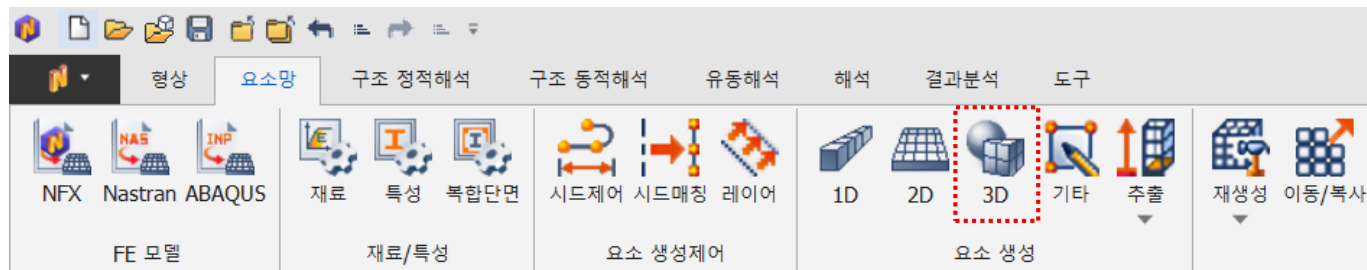 형상 요소망 구조 정적해석 구조 동적해석 유동해석 해석 결과분석 도구
NAS INP
NFX Nastran ABAQUS 재료 특성 복합단면 시드제어 시드매칭 레이어 1D 2D 3D 기타 추출 재생성 이동/복사
FE 모델 재료/특성 요소 생성제어 요소 생성